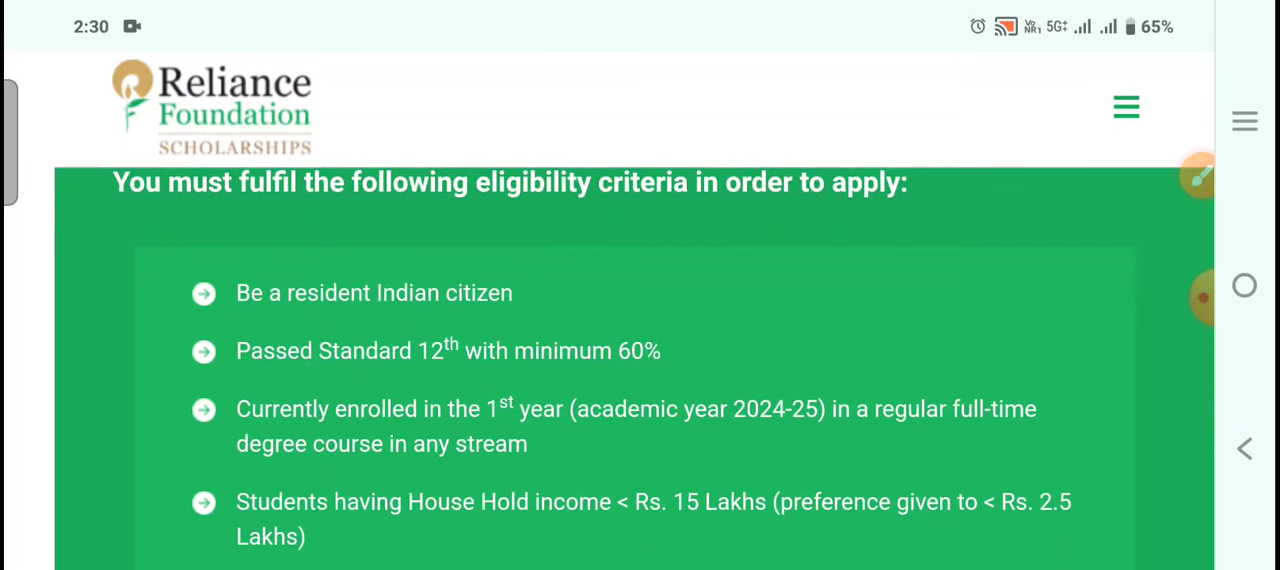 2:30
Vo NR1 5G+ 65%
Reliance
Foundation
SCHOLARSHIPS
You must fulfil the following eligibility criteria in order to apply:
Be a resident Indian citizen
Passed Standard 12th with minimum 60%
Currently enrolled in the 1st year (academic year 2024-25) in a regular full-time
degree course in any stream
Students having House Hold income < Rs. 15 Lakhs (preference given to < Rs. 2.5
Lakhs)